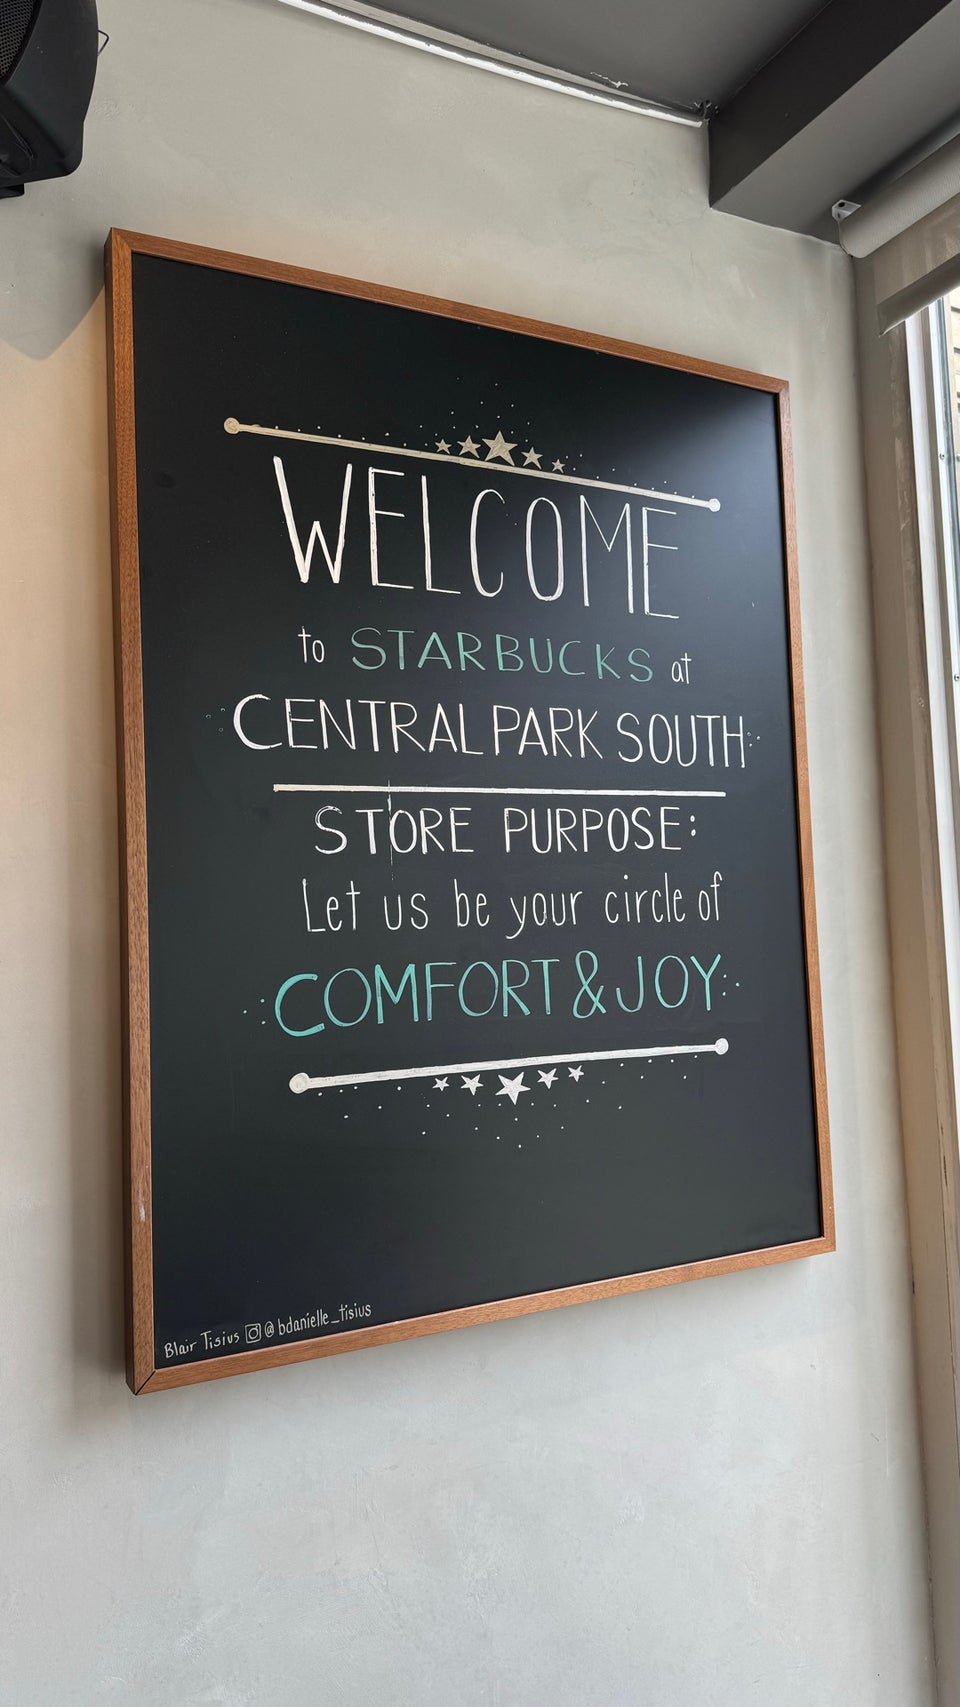 WELCOME
to STARBUCKS at
CENTRAL PARK SOUTH
STORE PURPOSE:
Let us be your circle of
COMFORT & JOY
Blair Tisius @bdanielle_tisius